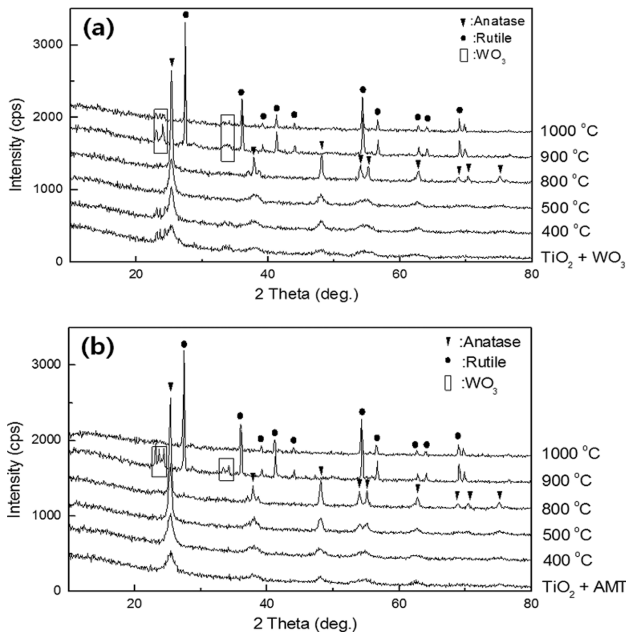 (a)
▼:Anatase
●:Rutile
▯:WO₃
3000
2000
1000
0
Intensity (cps)
1000 °C
900 °C
800 °C
500 °C
400 °C
TiO₂ + WO₃
20 40 60 80
2 Theta (deg.)
(b)
▼:Anatase
●:Rutile
▯:WO₃
3000
2000
1000
0
Intensity (cps)
1000 °C
900 °C
800 °C
500 °C
400 °C
TiO₂ + AMT
20 40 60 80
2 Theta (deg.)